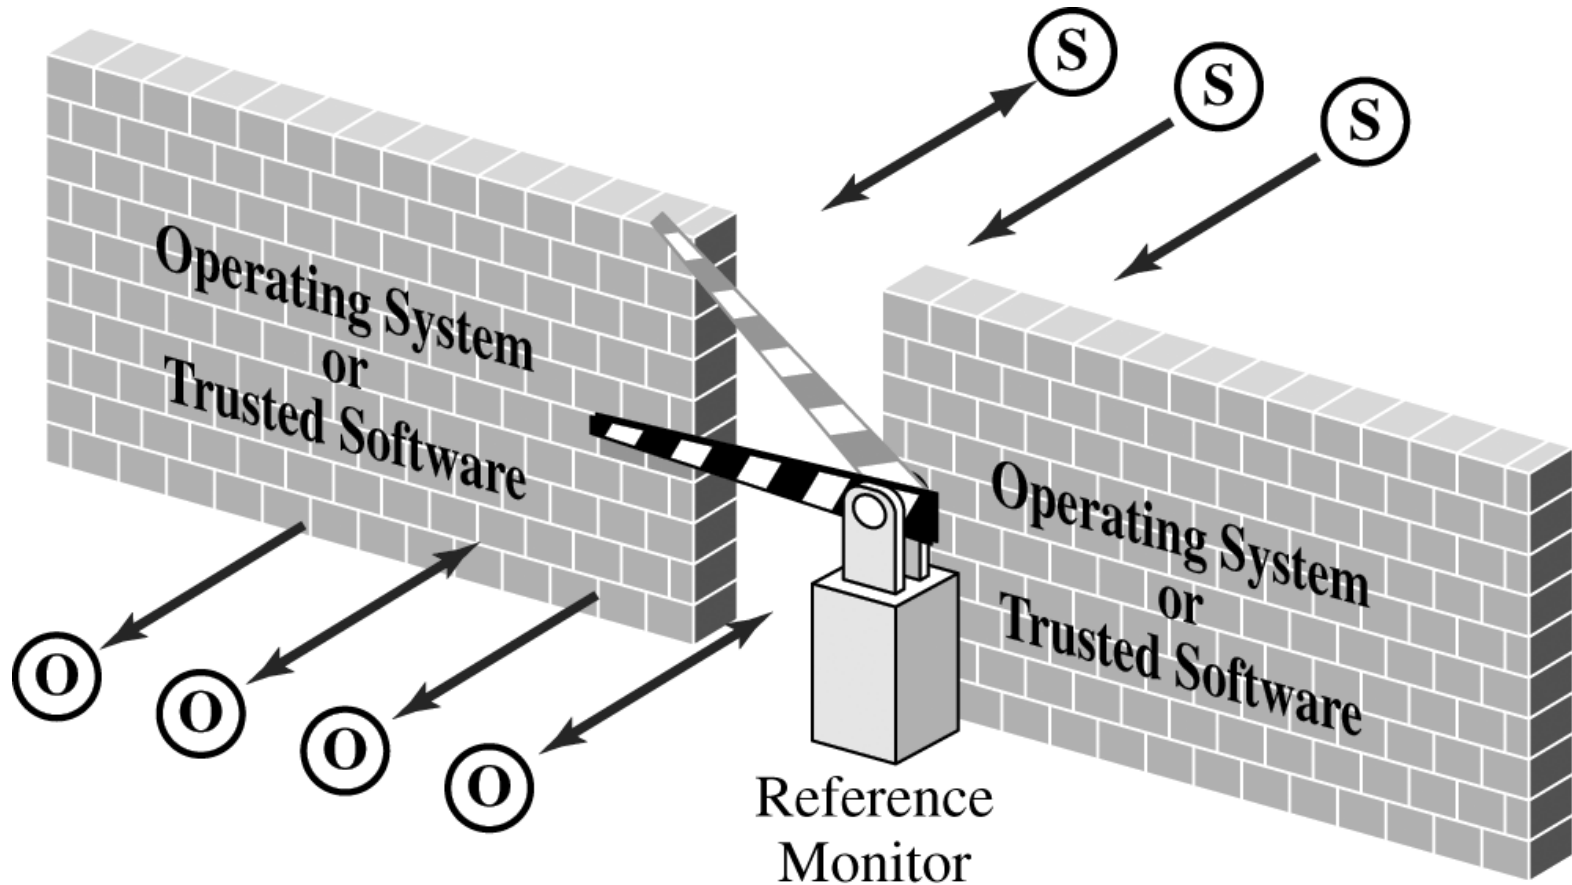 S
S
S
Operating System
or
Trusted Software
Operating System
or
Trusted Software
O
O
O
O
Reference
Monitor